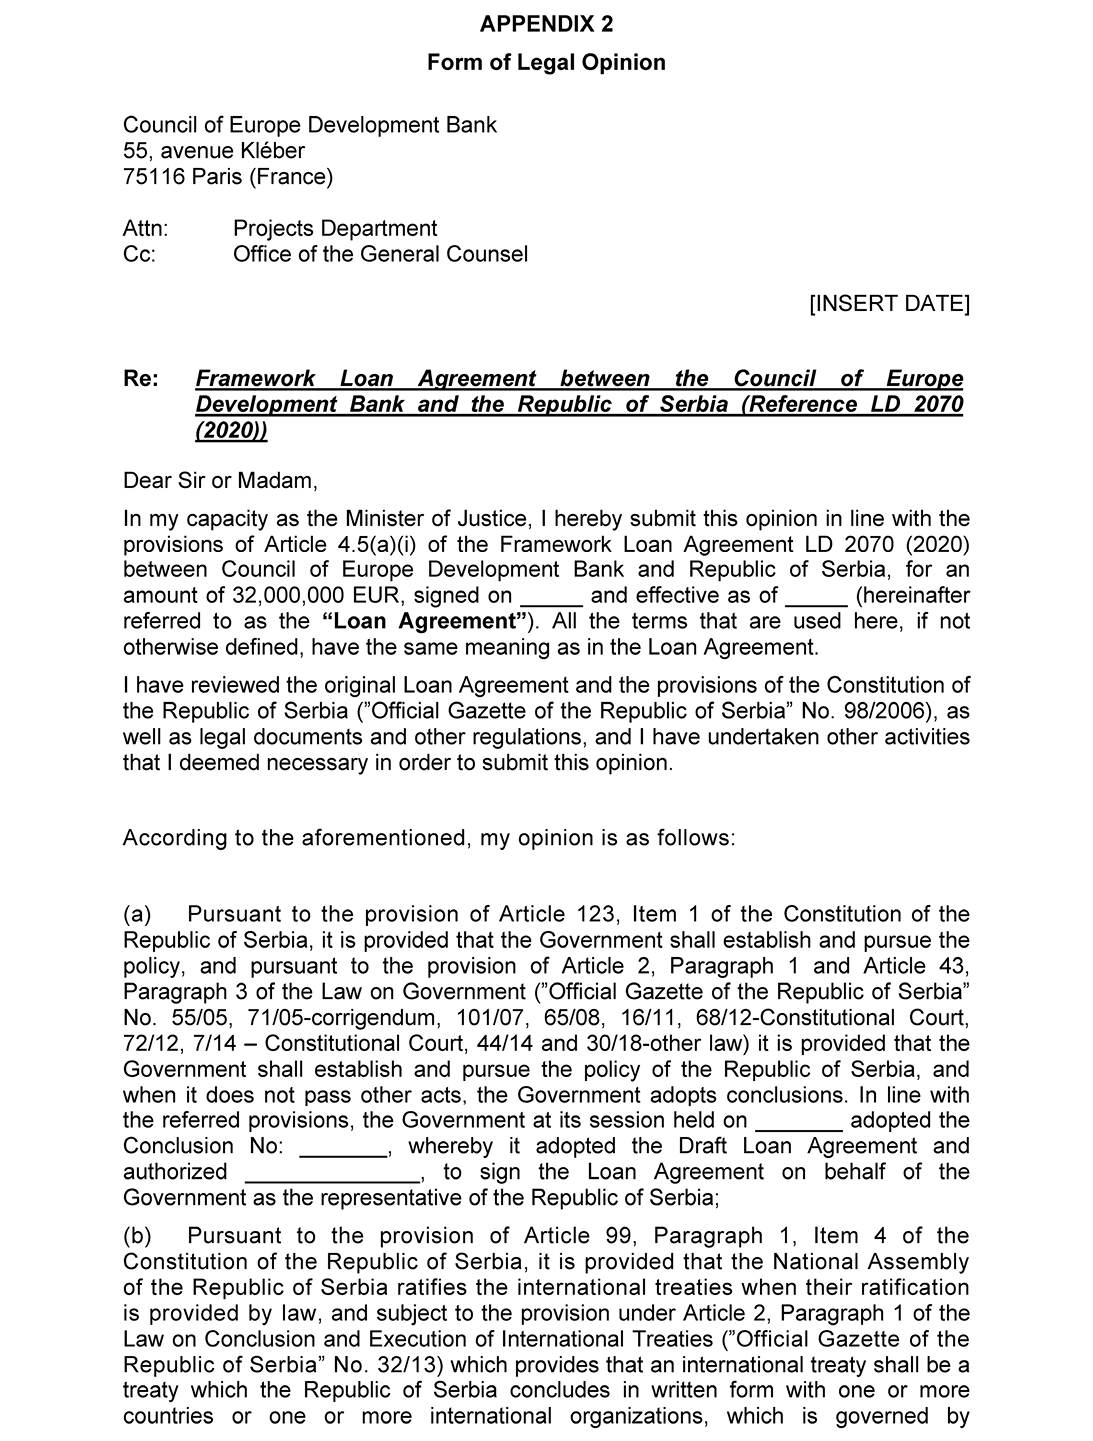 APPENDIX 2
Form of Legal Opinion
Council of Europe Development Bank
55, avenue Kléber
75116 Paris (France)
Attn: Projects Department
Cc: Office of the General Counsel
[INSERT DATE]
Re: Framework Loan Agreement between the Council of Europe
Development Bank and the Republic of Serbia (Reference LD 2070
(2020))
Dear Sir or Madam,
In my capacity as the Minister of Justice, I hereby submit this opinion in line with the
provisions of Article 4.5(a)(i) of the Framework Loan Agreement LD 2070 (2020)
between Council of Europe Development Bank and Republic of Serbia, for an
amount of 32,000,000 EUR, signed on _____ and effective as of _____ (hereinafter
referred to as the “Loan Agreement”). All the terms that are used here, if not
otherwise defined, have the same meaning as in the Loan Agreement.
I have reviewed the original Loan Agreement and the provisions of the Constitution of
the Republic of Serbia (”Official Gazette of the Republic of Serbia” No. 98/2006), as
well as legal documents and other regulations, and I have undertaken other activities
that I deemed necessary in order to submit this opinion.
According to the aforementioned, my opinion is as follows:
(a) Pursuant to the provision of Article 123, Item 1 of the Constitution of the
Republic of Serbia, it is provided that the Government shall establish and pursue the
policy, and pursuant to the provision of Article 2, Paragraph 1 and Article 43,
Paragraph 3 of the Law on Government (”Official Gazette of the Republic of Serbia”
No. 55/05, 71/05-corrigendum, 101/07, 65/08, 16/11, 68/12-Constitutional Court,
72/12, 7/14 – Constitutional Court, 44/14 and 30/18-other law) it is provided that the
Government shall establish and pursue the policy of the Republic of Serbia, and
when it does not pass other acts, the Government adopts conclusions. In line with
the referred provisions, the Government at its session held on _______ adopted the
Conclusion No: _______, whereby it adopted the Draft Loan Agreement and
authorized ______________, to sign the Loan Agreement on behalf of the
Government as the representative of the Republic of Serbia;
(b) Pursuant to the provision of Article 99, Paragraph 1, Item 4 of the
Constitution of the Republic of Serbia, it is provided that the National Assembly
of the Republic of Serbia ratifies the international treaties when their ratification
is provided by law, and subject to the provision under Article 2, Paragraph 1 of the
Law on Conclusion and Execution of International Treaties (”Official Gazette of the
Republic of Serbia” No. 32/13) which provides that an international treaty shall be a
treaty which the Republic of Serbia concludes in written form with one or more
countries or one or more international organizations, which is governed by